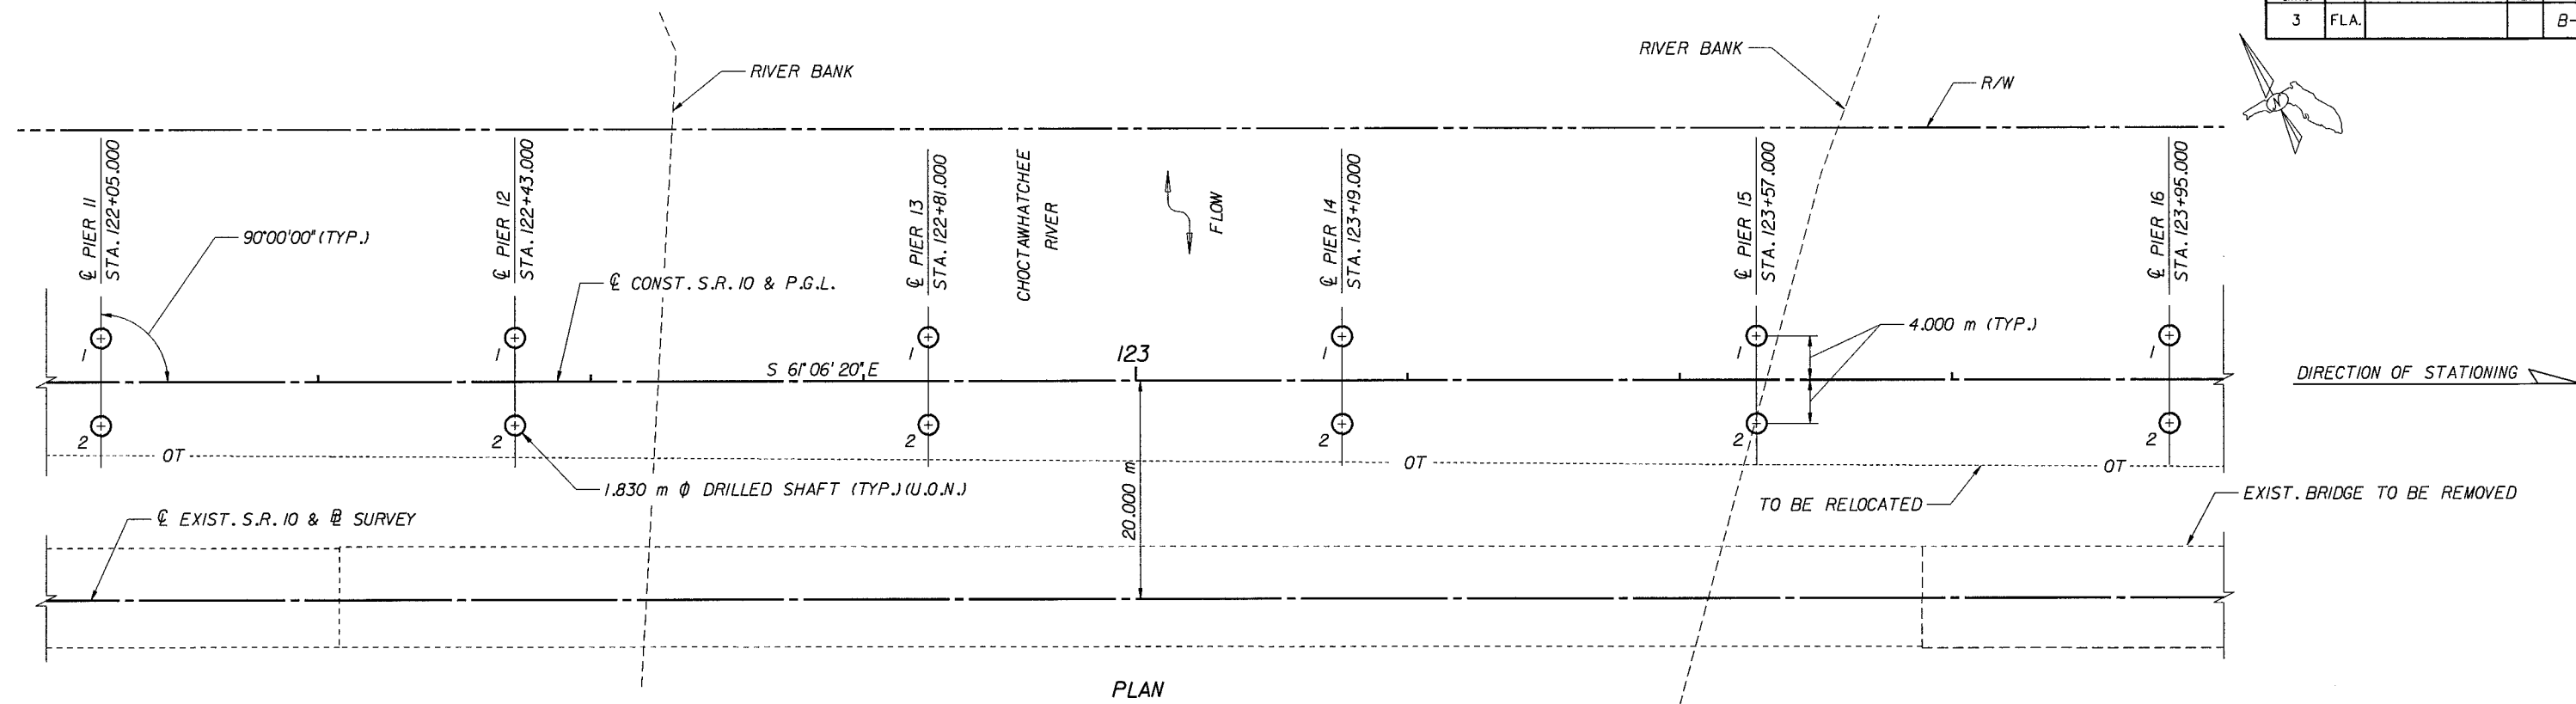 3 FLA. B-
RIVER BANK
RIVER BANK
R/W
N
℄ PIER 11
STA. 122+05.000
℄ PIER 12
STA. 122+43.000
℄ PIER 13
STA. 122+81.000
CHOCTAWHATCHEE
RIVER
FLOW
℄ PIER 14
STA. 123+19.000
℄ PIER 15
STA. 123+57.000
℄ PIER 16
STA. 123+95.000
90°00'00" (TYP.)
℄ CONST. S.R. 10 & P.G.L.
4.000 m (TYP.)
1
1
1
1
1
1
123
S 61° 06' 20" E
DIRECTION OF STATIONING
2
2
2
2
2
2
OT
OT
OT
1.830 m ϕ DRILLED SHAFT (TYP.) (U.O.N.)
20.000 m
TO BE RELOCATED
EXIST. BRIDGE TO BE REMOVED
℄ EXIST. S.R. 10 & BL SURVEY
PLAN